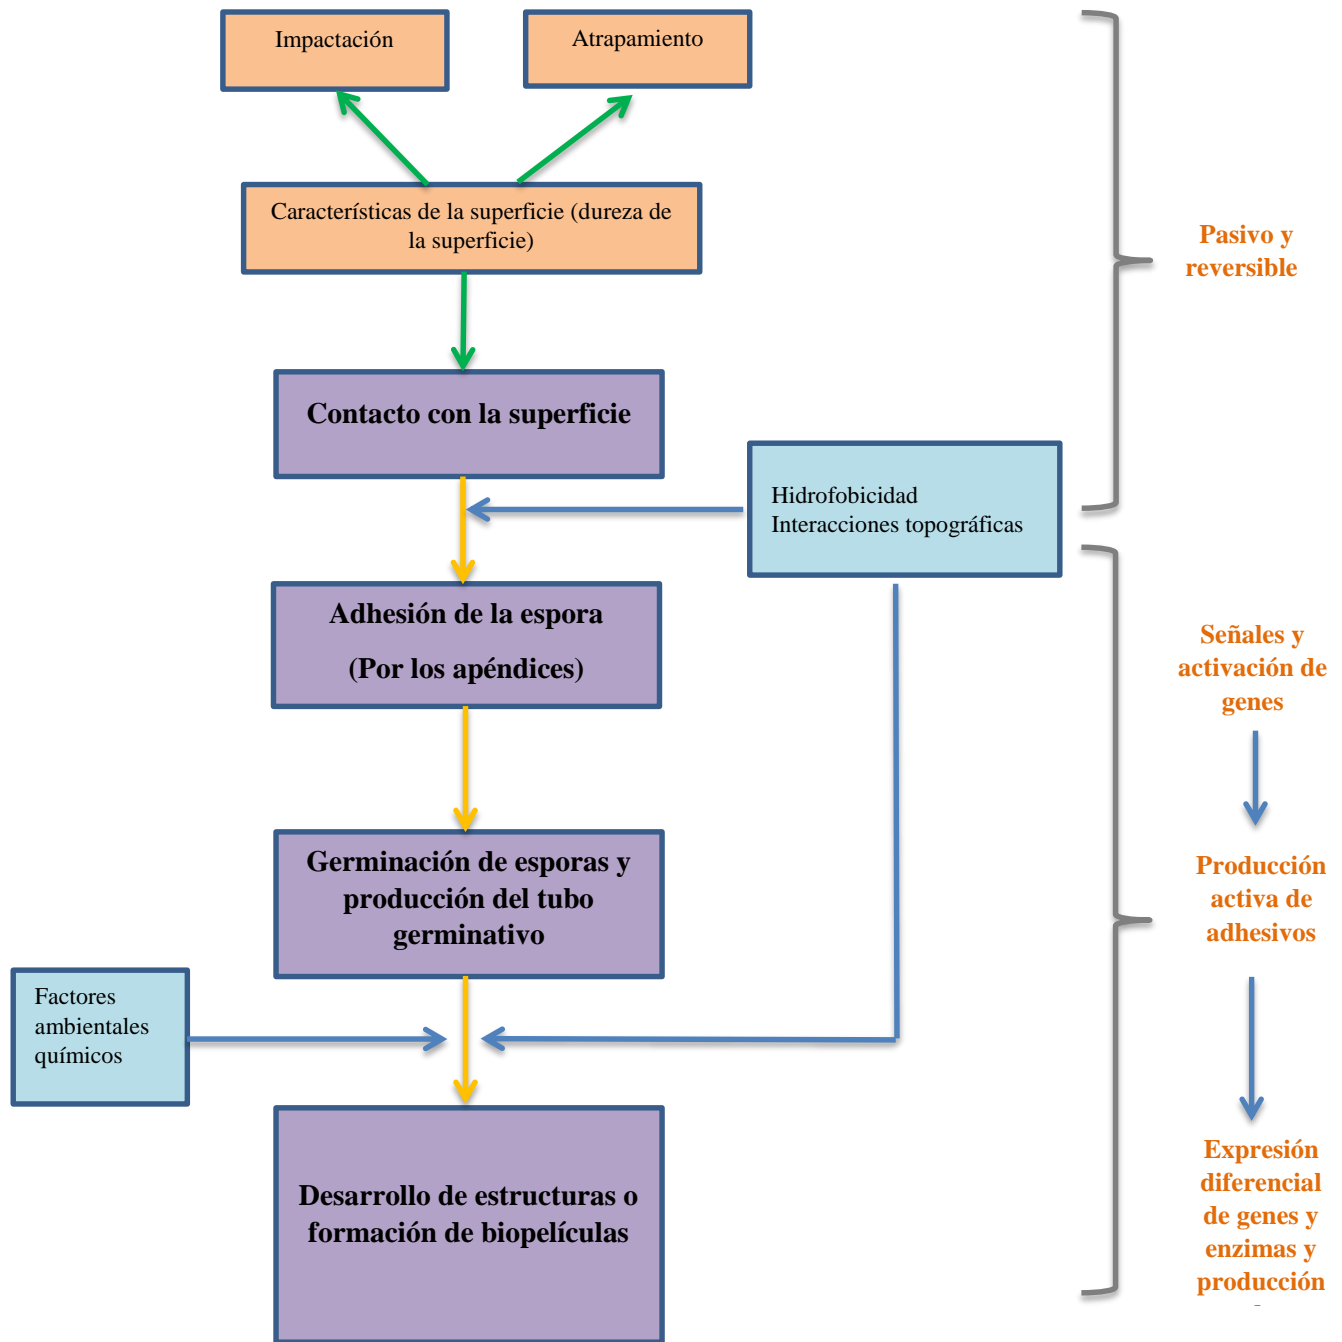 Impactación
Atrapamiento
Características de la superficie (dureza de
la superficie)
Pasivo y
reversible
Contacto con la superficie
Hidrofobicidad
Interacciones topográficas
Adhesión de la espora
(Por los apéndices)
Señales y
activación de
genes
Germinación de esporas y
producción del tubo
germinativo
Producción
activa de
adhesivos
Factores
ambientales
químicos
Desarrollo de estructuras o
formación de biopelículas
Expresión
diferencial
de genes y
enzimas y
producción